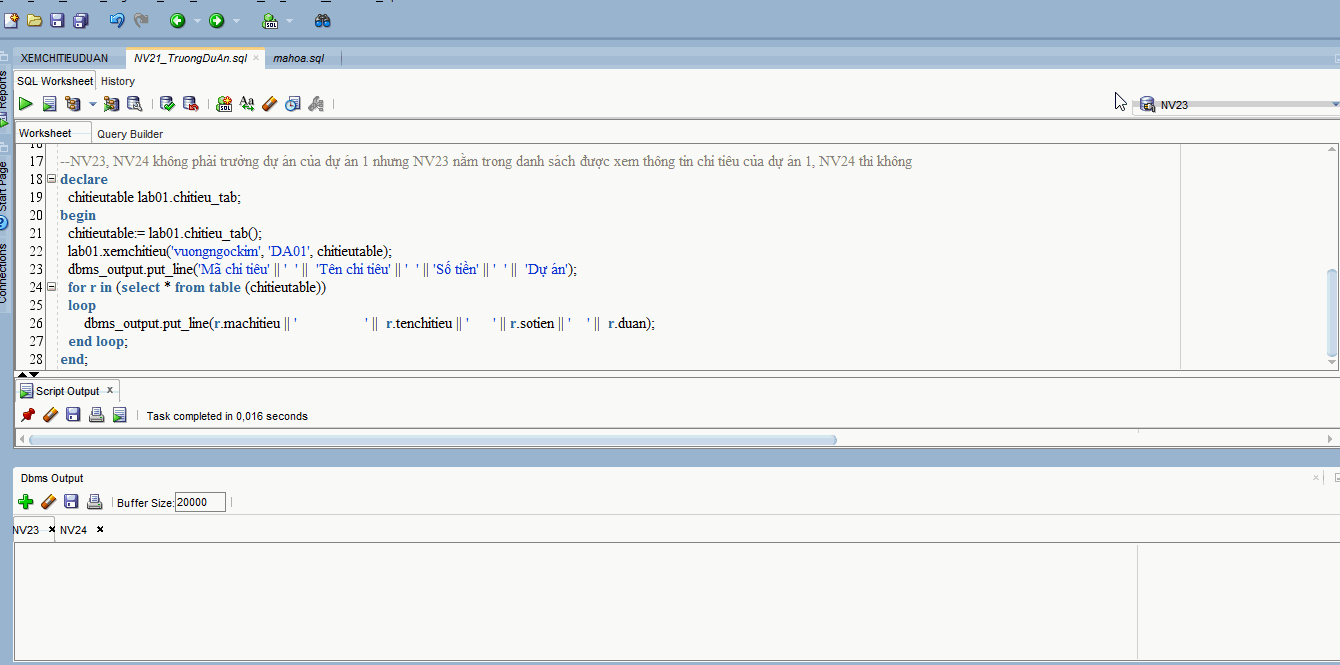 XEMCHITIEUDUAN NV21_TruongDuAn.sql mahoa.sql
SQL Worksheet History
NV23
Worksheet Query Builder
Reports
Start Page
Connections
17 --NV23, NV24 không phải trưởng dự án của dự án 1 nhưng NV23 nằm trong danh sách được xem thông tin chi tiêu của dự án 1, NV24 thì không
18 declare
19 chitieutable lab01.chitieu_tab;
20 begin
21 chitieutable:= lab01.chitieu_tab();
22 lab01.xemchitieu('vuongngockim', 'DA01', chitieutable);
23 dbms_output.put_line('Mã chi tiêu' || ' ' || 'Tên chi tiêu' || ' ' || 'Số tiền' || ' ' || 'Dự án');
24 for r in (select * from table (chitieutable))
25 loop
26 dbms_output.put_line(r.machitieu || ' ' || r.tenchitieu || ' ' || r.sotien || ' ' || r.duan);
27 end loop;
28 end;
Script Output x
Task completed in 0,016 seconds
Dbms Output
Buffer Size: 20000
NV23 NV24